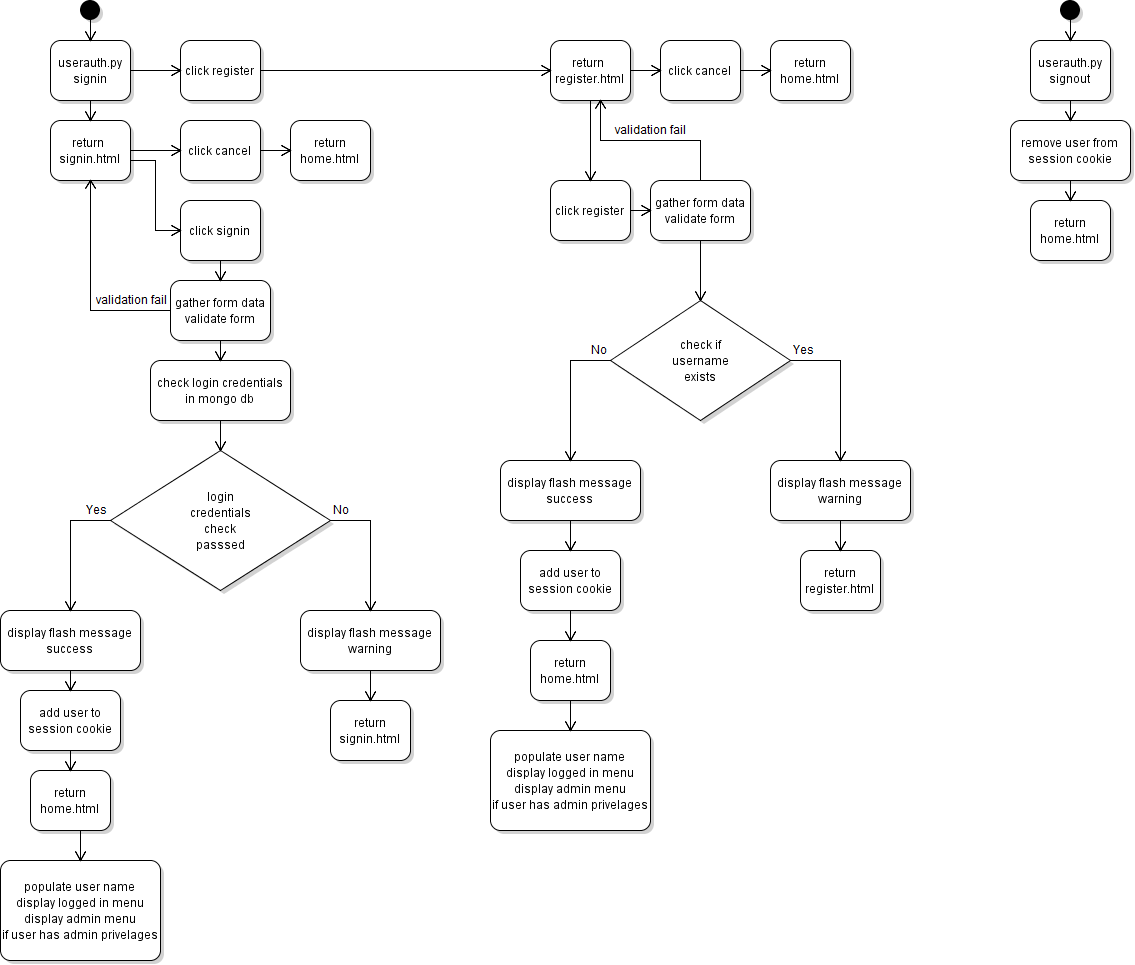 userauth.py
signin
click register
return
register.html
click cancel
return
home.html
userauth.py
signout
return
signin.html
click cancel
return
home.html
validation fail
remove user from
session cookie
click signin
click register
gather form data
validate form
return
home.html
validation fail
gather form data
validate form
check login credentials
in mongo db
No
check if
username
exists
Yes
Yes
login
credentials
check
passsed
No
display flash message
success
display flash message
warning
add user to
session cookie
return
register.html
display flash message
success
display flash message
warning
return
home.html
add user to
session cookie
return
signin.html
populate user name
display logged in menu
display admin menu
if user has admin privelages
return
home.html
populate user name
display logged in menu
display admin menu
if user has admin privelages